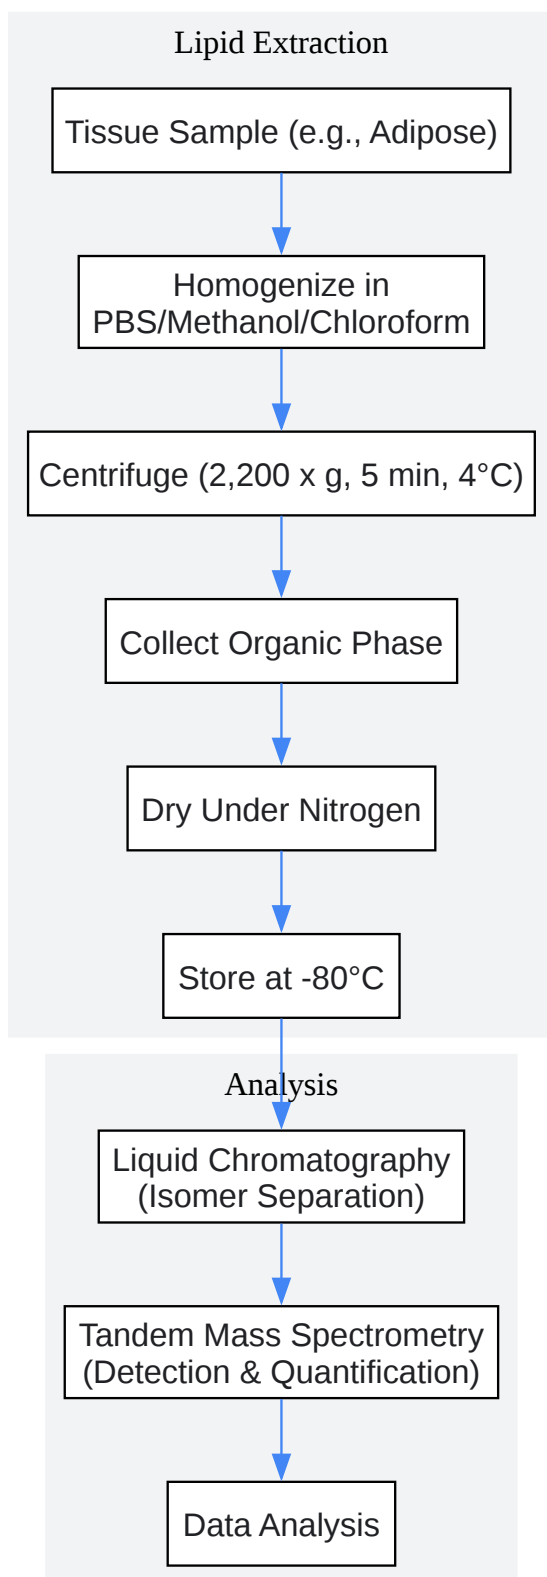 Lipid Extraction
Tissue Sample (e.g., Adipose)
Homogenize in
PBS/Methanol/Chloroform
Centrifuge (2,200 x g, 5 min, 4°C)
Collect Organic Phase
Dry Under Nitrogen
Store at -80°C
Analysis
Liquid Chromatography
(Isomer Separation)
Tandem Mass Spectrometry
(Detection & Quantification)
Data Analysis